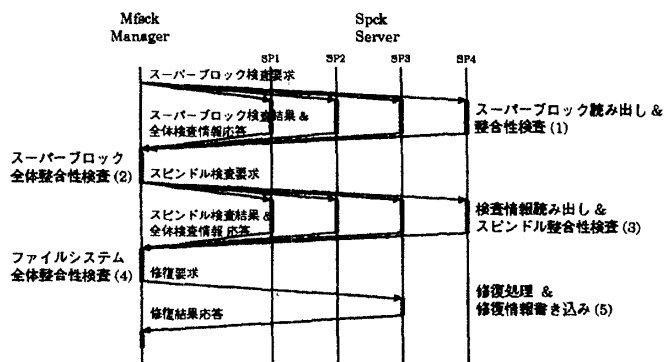 Mfsck
Manager
Spck
Server
SP1
SP2
SP3
SP4
スーパーブロック検査要求
スーパーブロック検査結果 &
全体検査情報応答
スーパーブロック読み出し &
整合性検査 (1)
スーパーブロック
全体整合性検査 (2)
スピンドル検査要求
スピンドル検査結果 &
全体検査情報応答
検査情報読み出し &
スピンドル整合性検査 (3)
ファイルシステム
全体整合性検査 (4)
修復要求
修復処理 &
修復情報書き込み (5)
修復結果応答